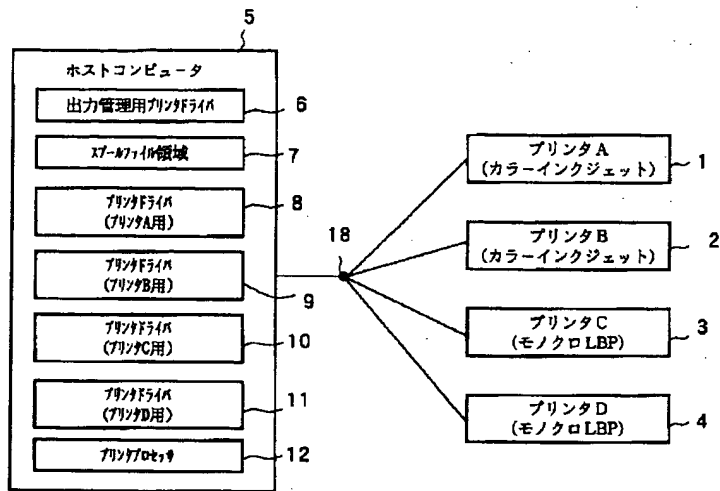 5
ホストコンピュータ
出力管理用プリンタドライバ
6
スプールファイル領域
7
プリンタドライバ
(プリンタA用)
8
プリンタドライバ
(プリンタB用)
9
プリンタドライバ
(プリンタC用)
10
プリンタドライバ
(プリンタD用)
11
プリンタプロセッサ
12
18
プリンタA
(カラーインクジェット)
1
プリンタB
(カラーインクジェット)
2
プリンタC
(モノクロLBP)
3
プリンタD
(モノクロLBP)
4